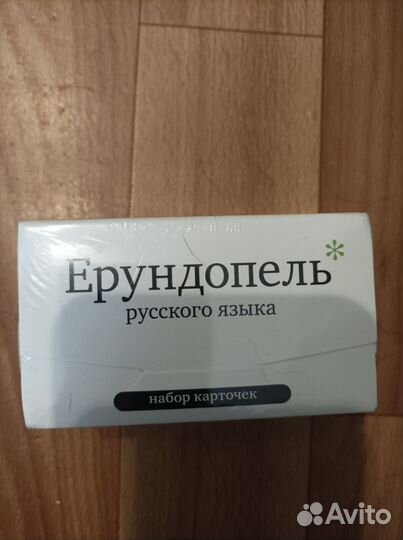 Ерундопель*
русского языка
набор карточек
Avito